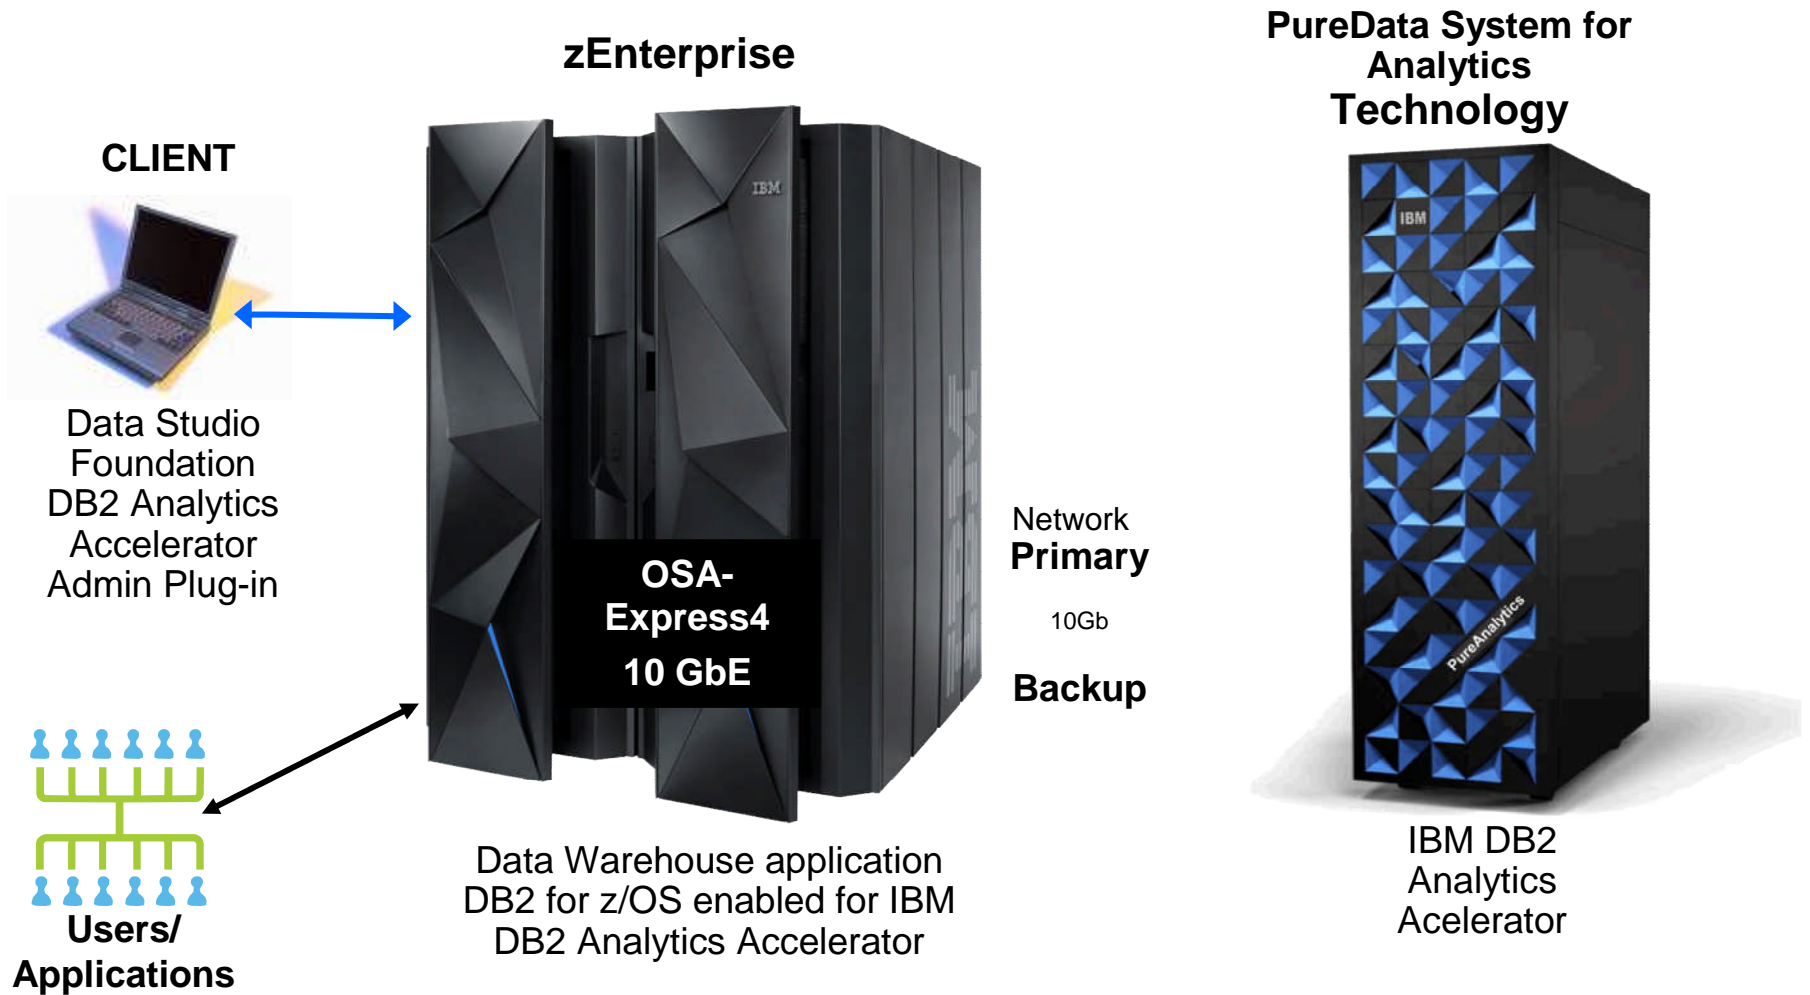 zEnterprise
PureData System for
Analytics
Technology
CLIENT
IBM
IBM
Data Studio
Foundation
DB2 Analytics
Accelerator
Admin Plug-in
OSA-
Express4
10 GbE
Network
Primary
10Gb
Backup
PureAnalytics
IBM
Users/
Applications
Data Warehouse application
DB2 for z/OS enabled for IBM
DB2 Analytics Accelerator
IBM DB2
Analytics
Acelerator